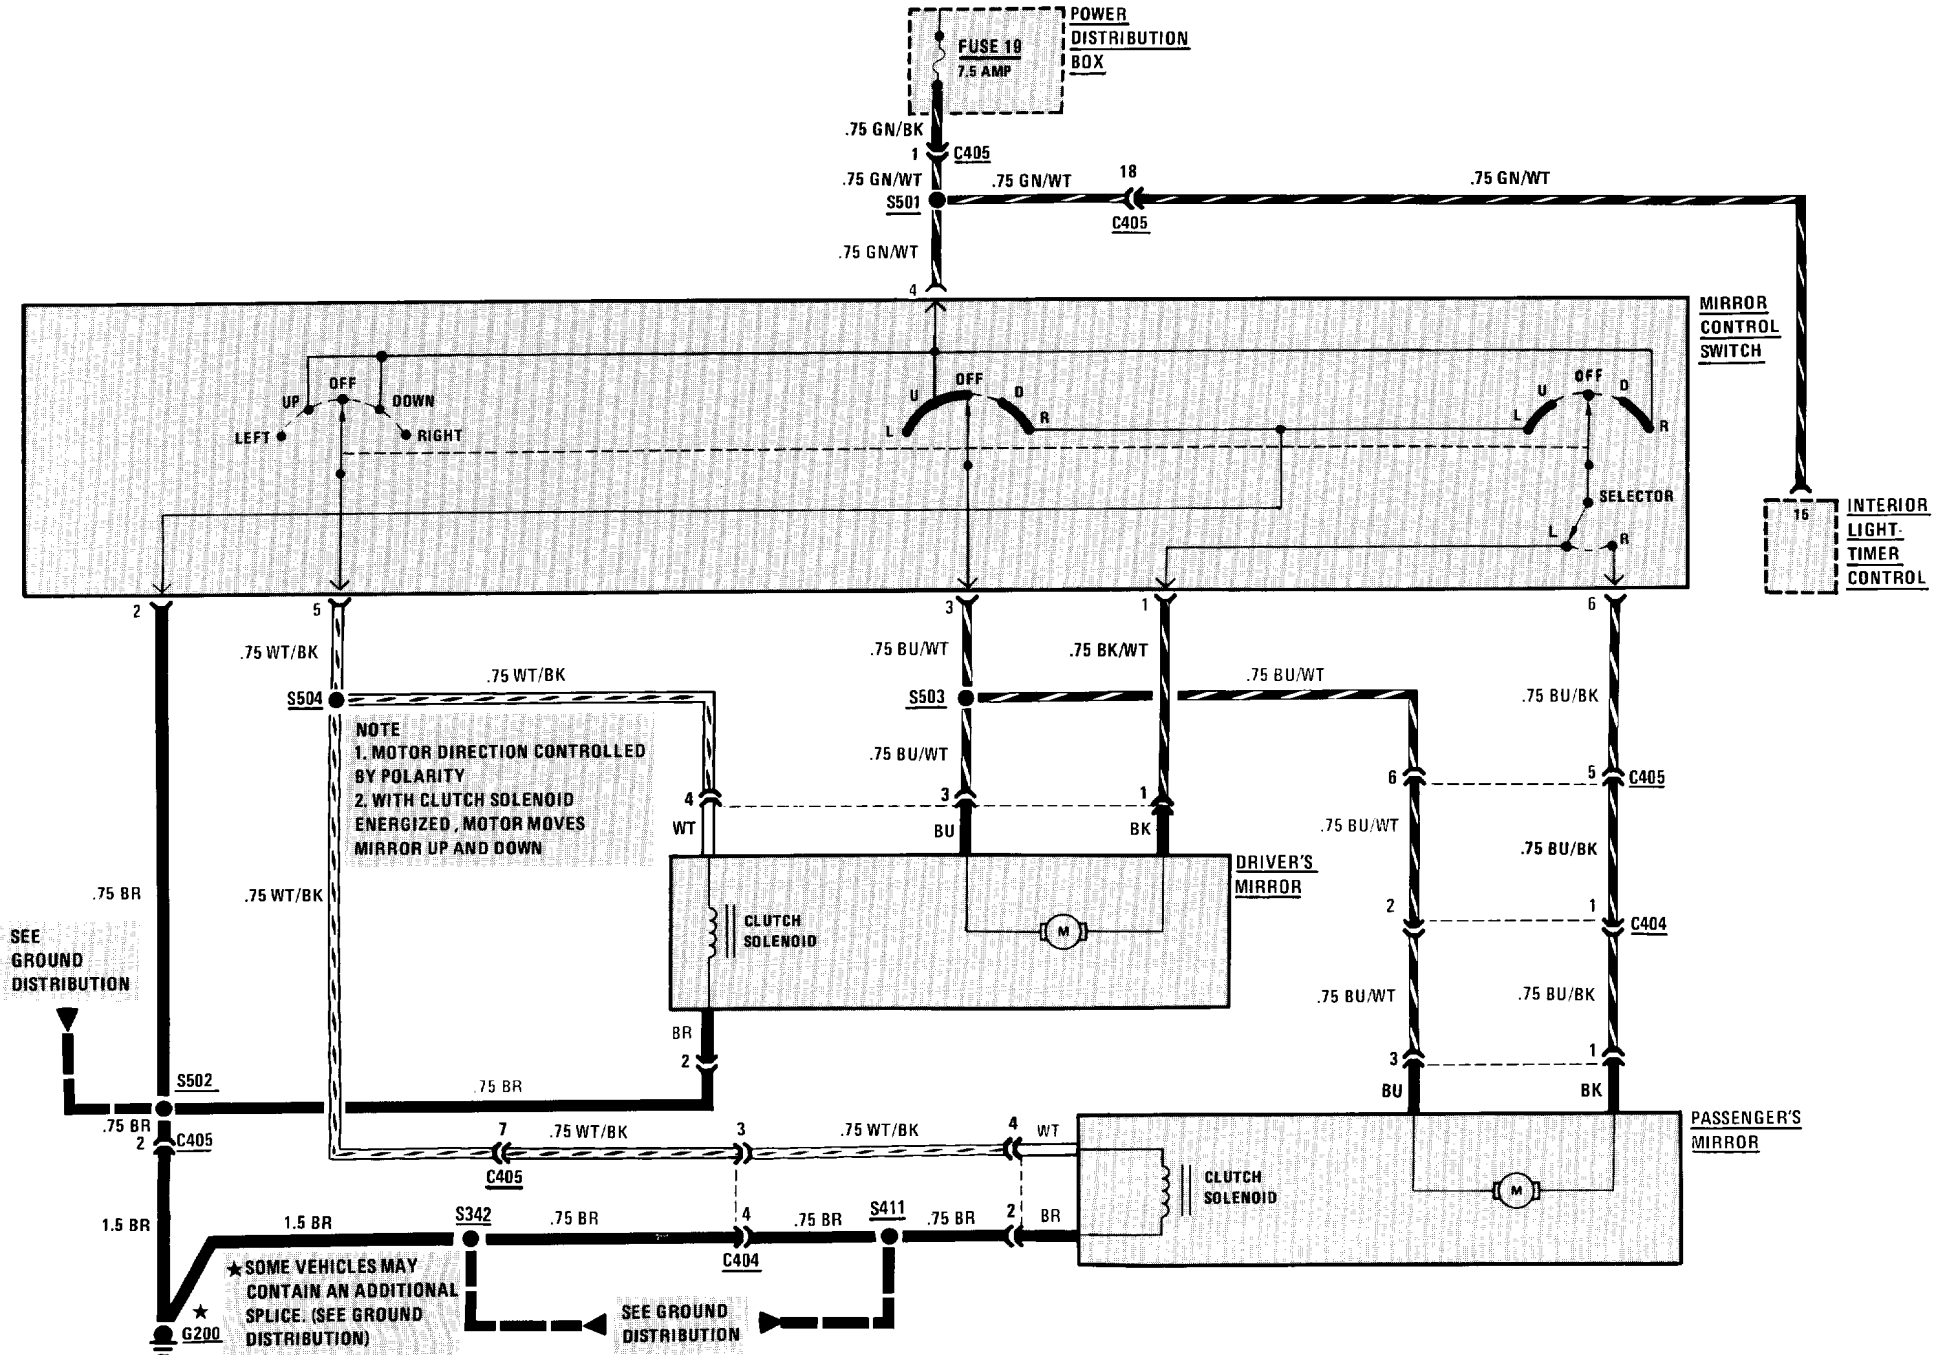 POWER
DISTRIBUTION
BOX
FUSE 19
7.5 AMP
.75 GN/BK
1
C405
.75 GN/WT
S501
.75 GN/WT
18
C405
.75 GN/WT
.75 GN/WT
4
MIRROR
CONTROL
SWITCH
UP
OFF
DOWN
LEFT
RIGHT
L
U
OFF
D
R
L
U
OFF
D
R
SELECTOR
L
R
15
INTERIOR
LIGHT-
TIMER
CONTROL
2
5
3
1
6
.75 WT/BK
.75 WT/BK
S504
.75 BU/WT
.75 BK/WT
S503
.75 BU/WT
.75 BU/BK
NOTE
1. MOTOR DIRECTION CONTROLLED
BY POLARITY
2. WITH CLUTCH SOLENOID
ENERGIZED, MOTOR MOVES
MIRROR UP AND DOWN
.75 BU/WT
4
3
1
WT
BU
BK
6
5
C405
.75 BU/WT
.75 BU/BK
DRIVER'S
MIRROR
CLUTCH
SOLENOID
M
.75 BR
.75 WT/BK
2
1
C404
SEE
GROUND
DISTRIBUTION
.75 BU/WT
.75 BU/BK
BR
2
3
1
BU
BK
S502
.75 BR
.75 BR
2
C405
7
.75 WT/BK
C405
3
.75 WT/BK
4
WT
PASSENGER'S
MIRROR
CLUTCH
SOLENOID
M
1.5 BR
1.5 BR
S342
.75 BR
4
C404
.75 BR
S411
.75 BR
2
BR
★ SOME VEHICLES MAY
CONTAIN AN ADDITIONAL
SPLICE. (SEE GROUND
DISTRIBUTION)
★
G200
SEE GROUND
DISTRIBUTION